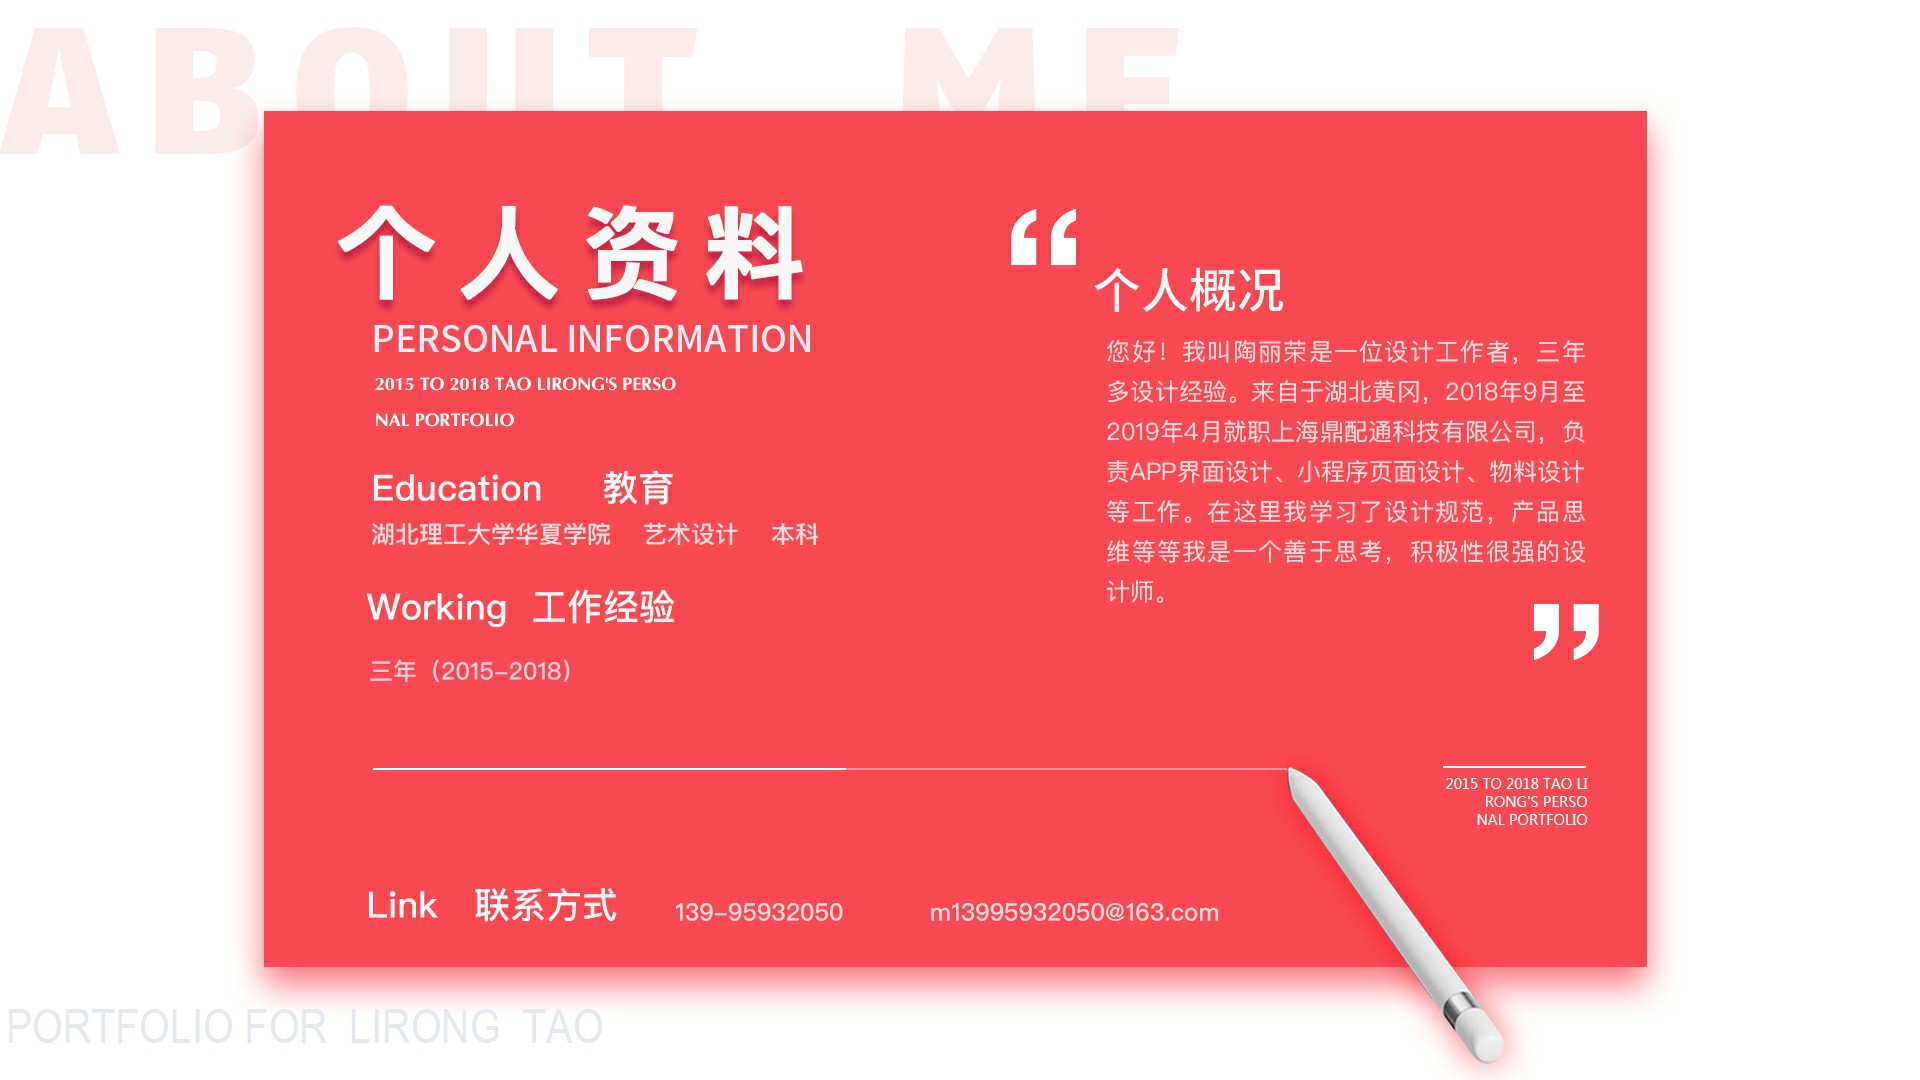 ABOUT ME
个人资料
PERSONAL INFORMATION
2015 TO 2018 TAO LIRONG'S PERSO
NAL PORTFOLIO
Education 教育
湖北理工大学华夏学院 艺术设计 本科
Working 工作经验
三年（2015-2018）
“
个人概况
您好！我叫陶丽荣是一位设计工作者，三年
多设计经验。来自于湖北黄冈，2018年9月至
2019年4月就职上海鼎配通科技有限公司，负
责APP界面设计、小程序页面设计、物料设计
等工作。在这里我学习了设计规范，产品思
维等等我是一个善于思考，积极性很强的设
计师。
”
2015 TO 2018 TAO LI
RONG'S PERSO
NAL PORTFOLIO
Link 联系方式 139-95932050 m13995932050@163.com
PORTFOLIO FOR LIRONG TAO